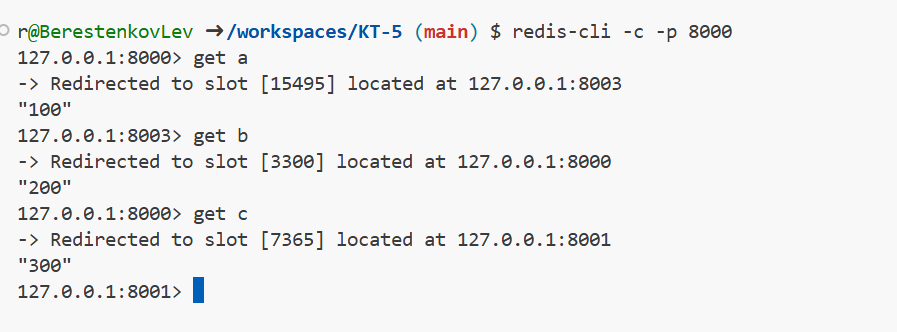 r@BerestenkovLev →/workspaces/KT-5 (main) $ redis-cli -c -p 8000
127.0.0.1:8000> get a
-> Redirected to slot [15495] located at 127.0.0.1:8003
"100"
127.0.0.1:8003> get b
-> Redirected to slot [3300] located at 127.0.0.1:8000
"200"
127.0.0.1:8000> get c
-> Redirected to slot [7365] located at 127.0.0.1:8001
"300"
127.0.0.1:8001>